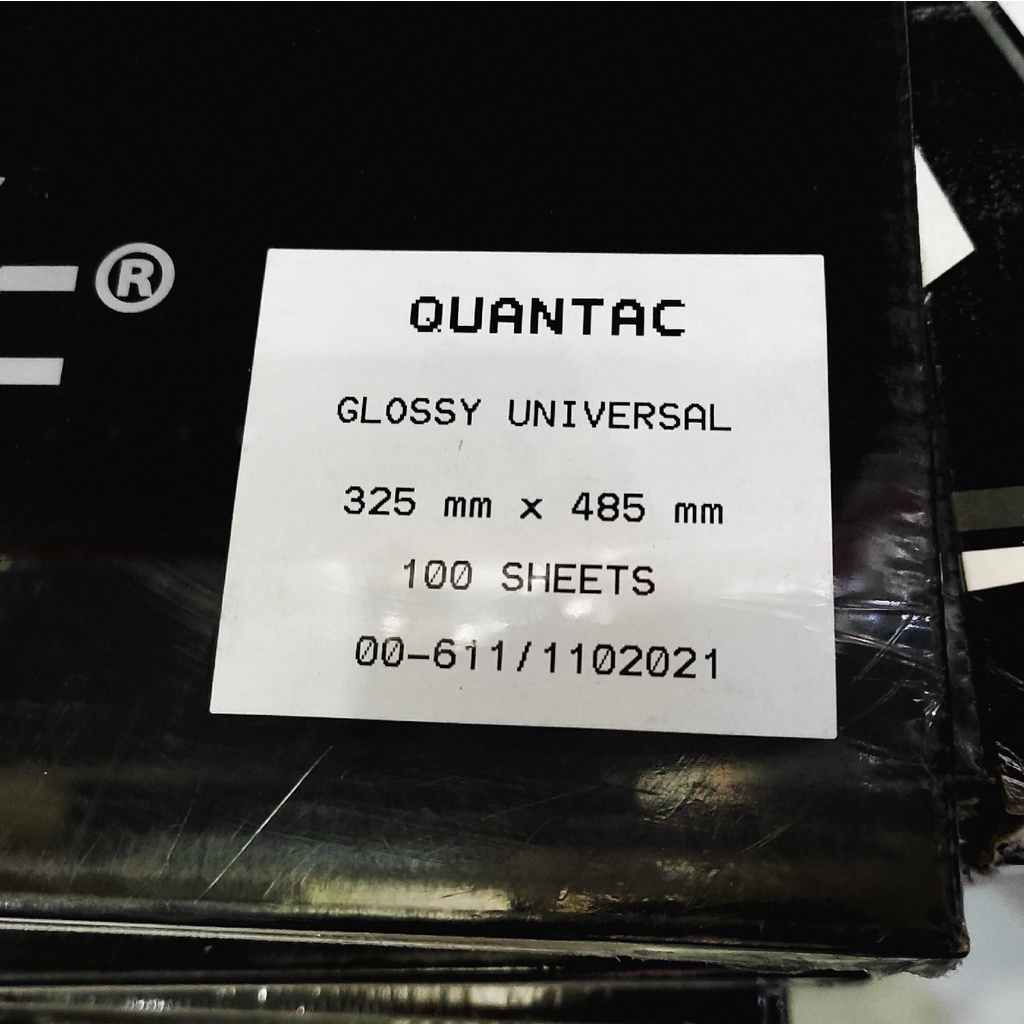 ®
QUANTAC
GLOSSY UNIVERSAL
325 mm x 485 mm
100 SHEETS
00-611/1102021